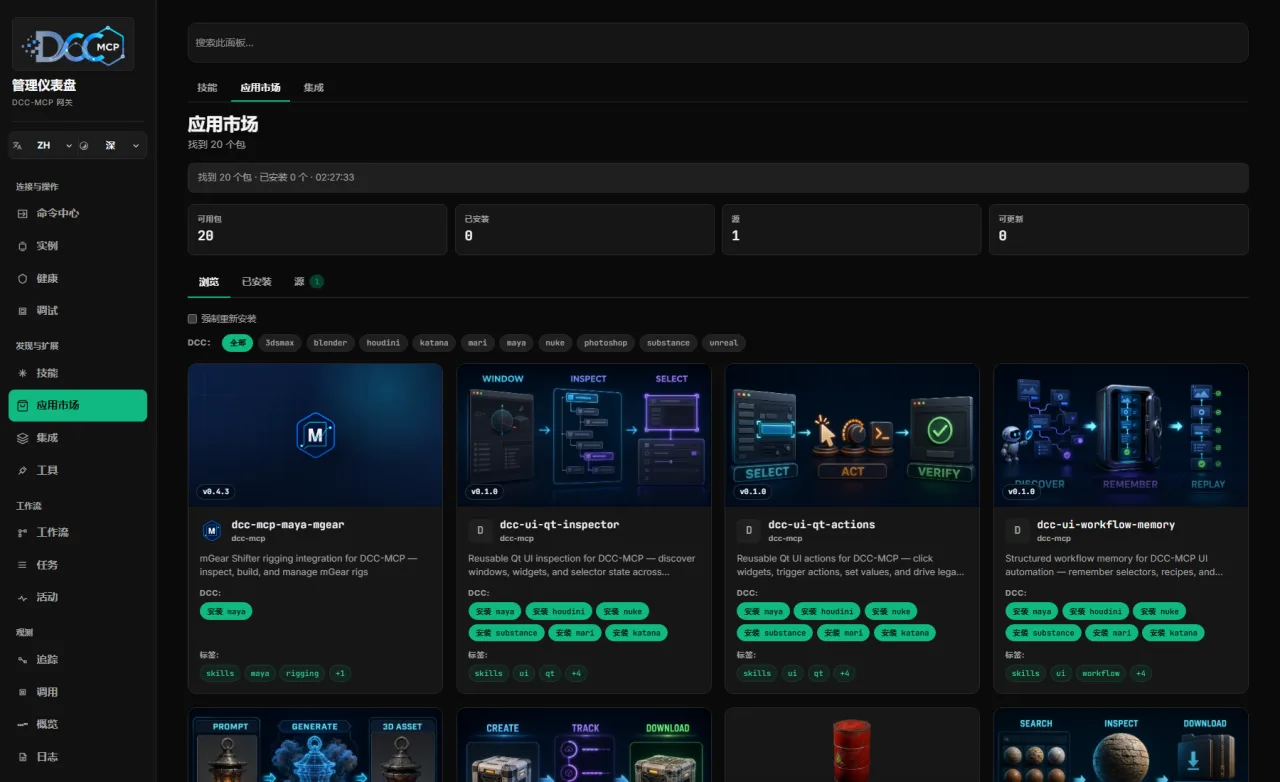 DCC MCP
管理仪表盘
DCC-MCP 网关
ZH 深
连接与操作
命令中心
实例
健康
调试
发现与扩展
技能
应用市场
集成
工具
工作流
工作流
任务
活动
观测
追踪
调用
概览
日志
搜索此面板...
技能 应用市场 集成
应用市场
找到 20 个包
找到 20 个包 · 已安装 0 个 · 02:27:33
可用包
20
已安装
0
源
1
可更新
0
浏览 已安装 源 1
强制重新安装
DCC: 全部 3dsmax blender houdini katana mari maya nuke photoshop substance unreal
M
v0.4.3
M
dcc-mcp-maya-mgear
dcc-mcp
mGear Shifter rigging integration for DCC-MCP —
inspect, build, and manage mGear rigs
DCC:
安装 maya
标签:
skills maya rigging +1
WINDOW INSPECT SELECT
v0.1.0
D
dcc-ui-qt-inspector
dcc-mcp
Reusable Qt UI inspection for DCC-MCP — discover
windows, widgets, and selector state across...
DCC:
安装 maya 安装 houdini 安装 nuke
安装 substance 安装 mari 安装 katana
标签:
skills ui qt +4
SELECT ACT VERIFY
v0.1.0
D
dcc-ui-qt-actions
dcc-mcp
Reusable Qt UI actions for DCC-MCP — click
widgets, trigger actions, set values, and drive lega...
DCC:
安装 maya 安装 houdini 安装 nuke
安装 substance 安装 mari 安装 katana
标签:
skills ui qt +4
DISCOVER REMEMBER REPLAY
v0.1.0
D
dcc-ui-workflow-memory
dcc-mcp
Structured workflow memory for DCC-MCP UI
automation — remember selectors, recipes, and...
DCC:
安装 maya 安装 houdini 安装 nuke
安装 substance 安装 mari 安装 katana
标签:
skills ui workflow +4
PROMPT GENERATE 3D ASSET
CREATE TRACK DOWNLOAD
SEARCH INSPECT DOWNLOAD